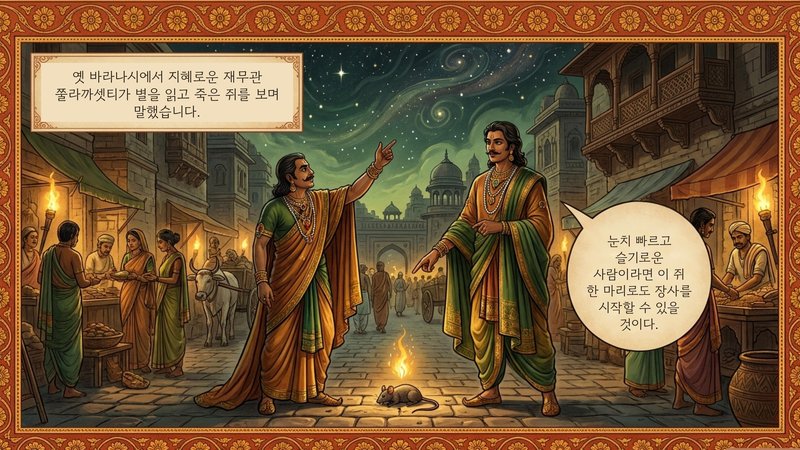 옛 바라나시에서 지혜로운 재무관
쭐라까셋티가 별을 읽고 죽은 쥐를 보며
말했습니다.
눈치 빠르고
슬기로운
사람이라면 이 쥐
한 마리로도 장사를
시작할 수 있을
것이다.